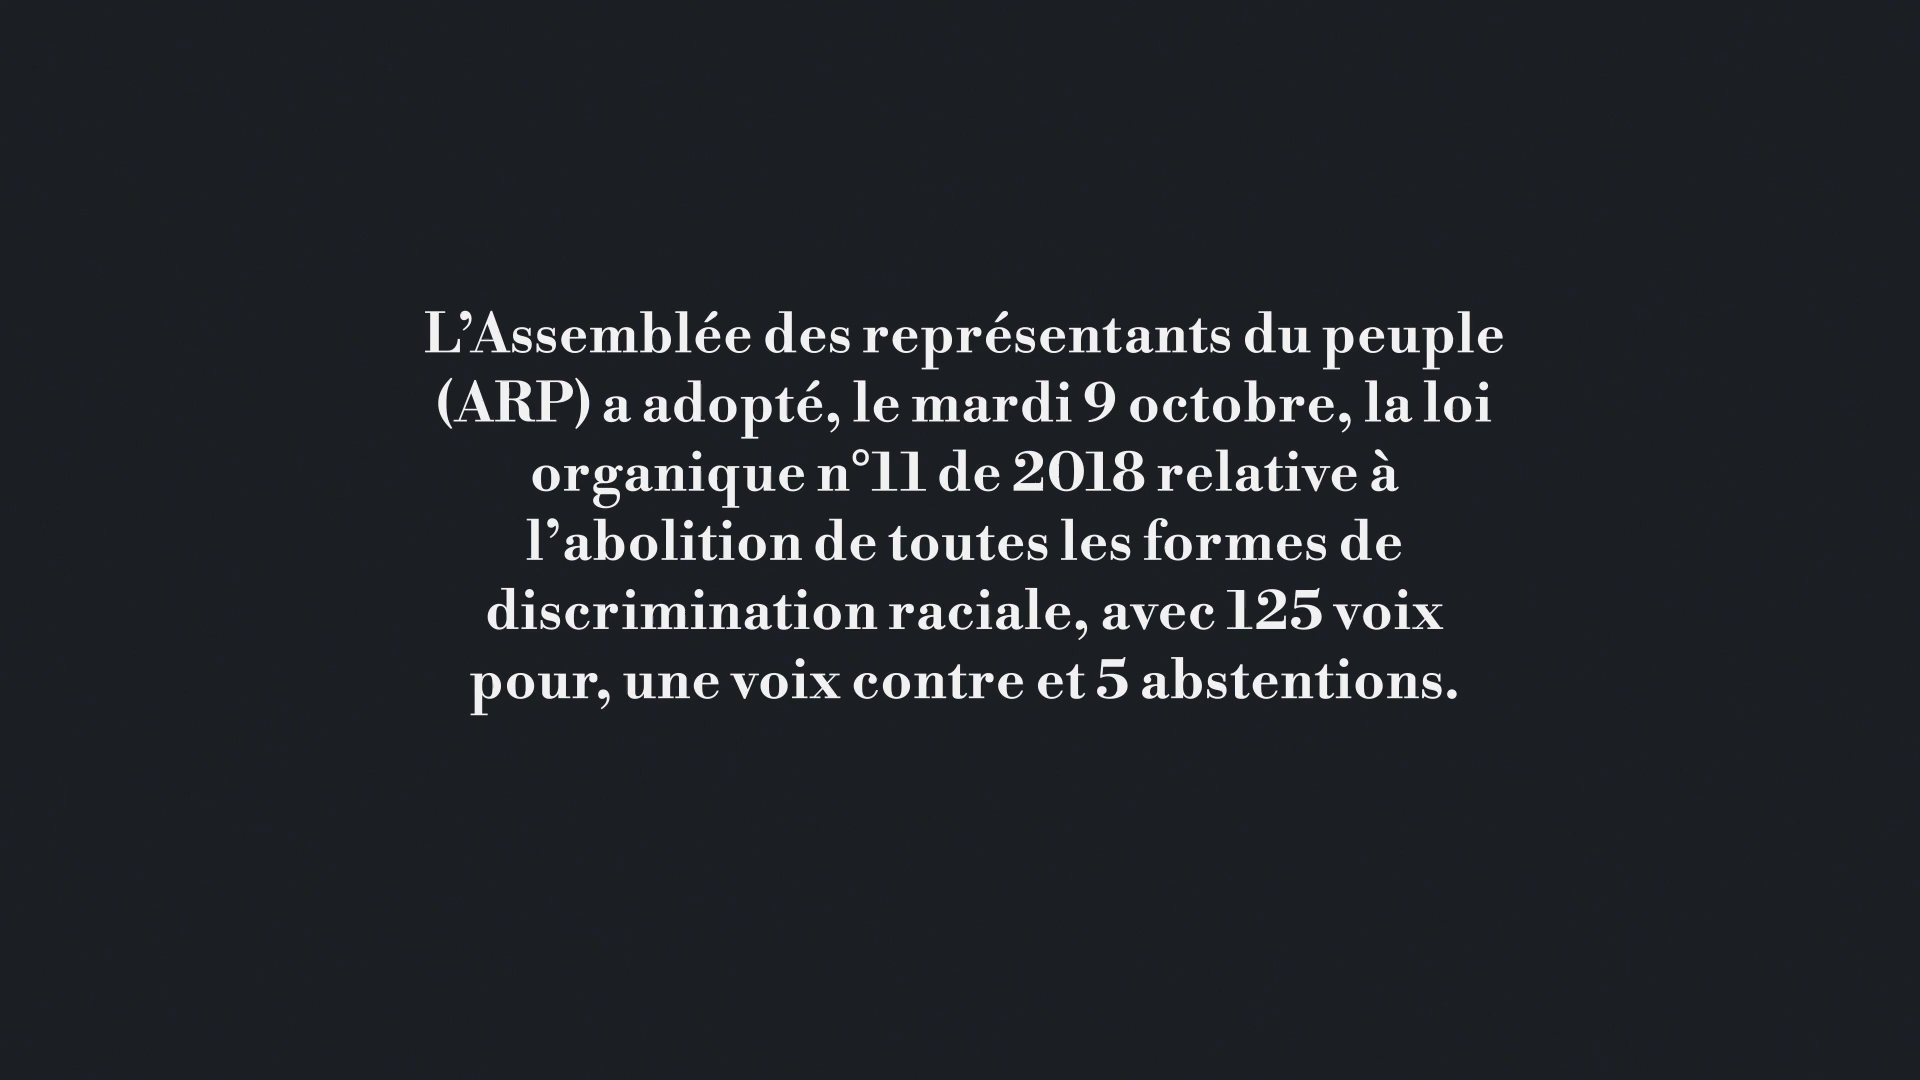 L’Assemblée des représentants du peuple
(ARP) a adopté, le mardi 9 octobre, la loi
organique n°11 de 2018 relative à
l’abolition de toutes les formes de
discrimination raciale, avec 125 voix
pour, une voix contre et 5 abstentions.